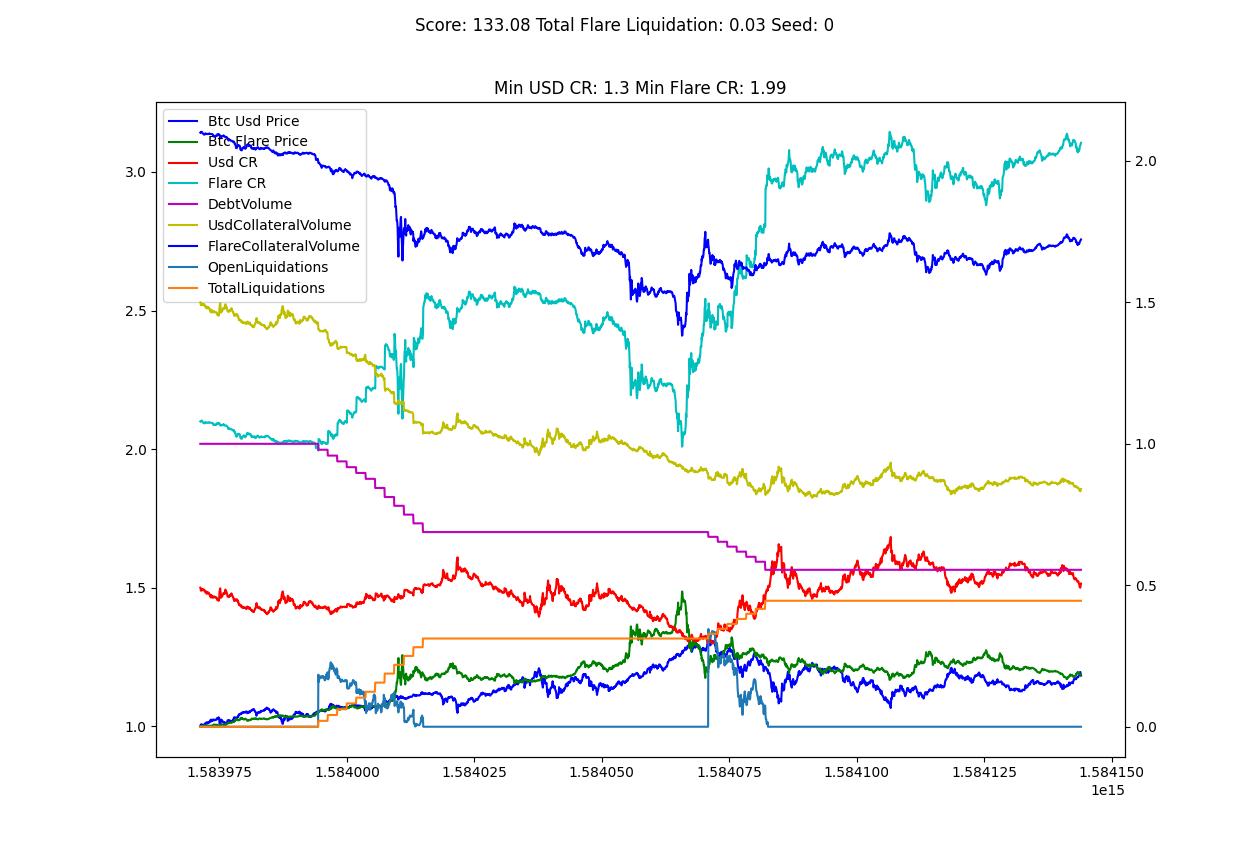 Score: 133.08 Total Flare Liquidation: 0.03 Seed: 0
Min USD CR: 1.3 Min Flare CR: 1.99
Btc Usd Price
Btc Flare Price
Usd CR
Flare CR
DebtVolume
UsdCollateralVolume
FlareCollateralVolume
OpenLiquidations
TotalLiquidations
3.0
2.5
2.0
1.5
1.0
2.0
1.5
1.0
0.5
0.0
1.583975 1.584000 1.584025 1.584050 1.584075 1.584100 1.584125 1.584150
1e15